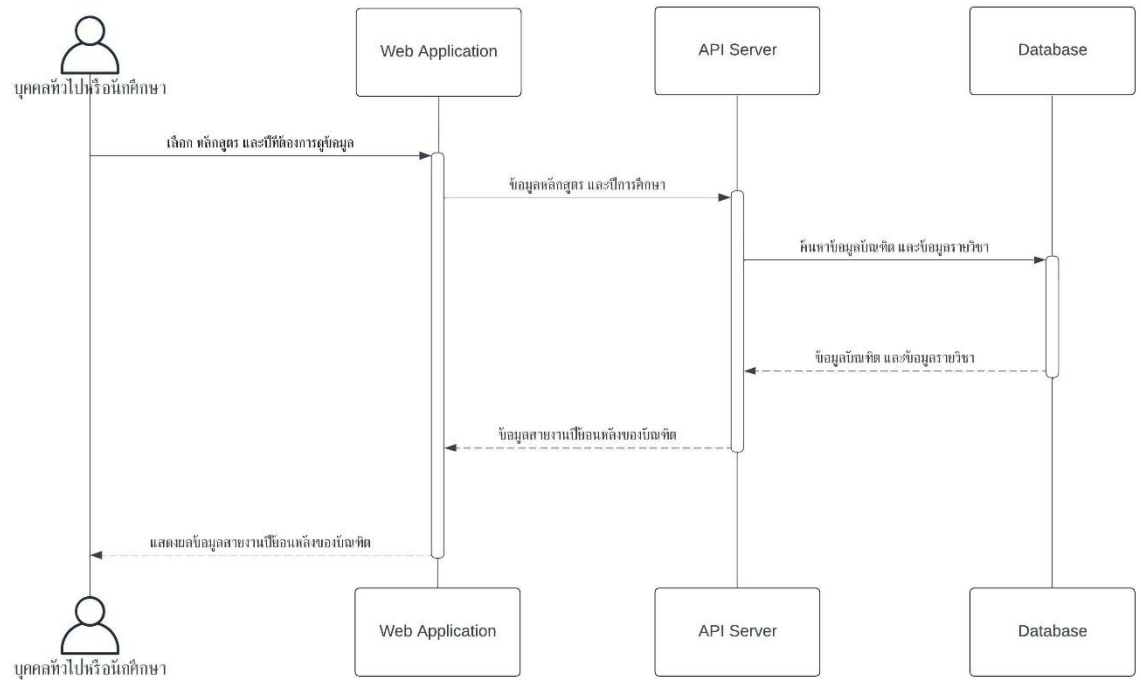 Web Application
API Server
Database
บุคคลทั่วไปหรือนักศึกษา
เลือก หลักสูตร และปีที่ต้องการดูข้อมูล
ข้อมูลหลักสูตร และปีการศึกษา
ค้นหาข้อมูลบัณฑิต และข้อมูลรายวิชา
ข้อมูลบัณฑิต และข้อมูลรายวิชา
ข้อมูลสายงานปีย้อนหลังของบัณฑิต
แสดงผลข้อมูลสายงานปีย้อนหลังของบัณฑิต
Web Application
API Server
Database
บุคคลทั่วไปหรือนักศึกษา